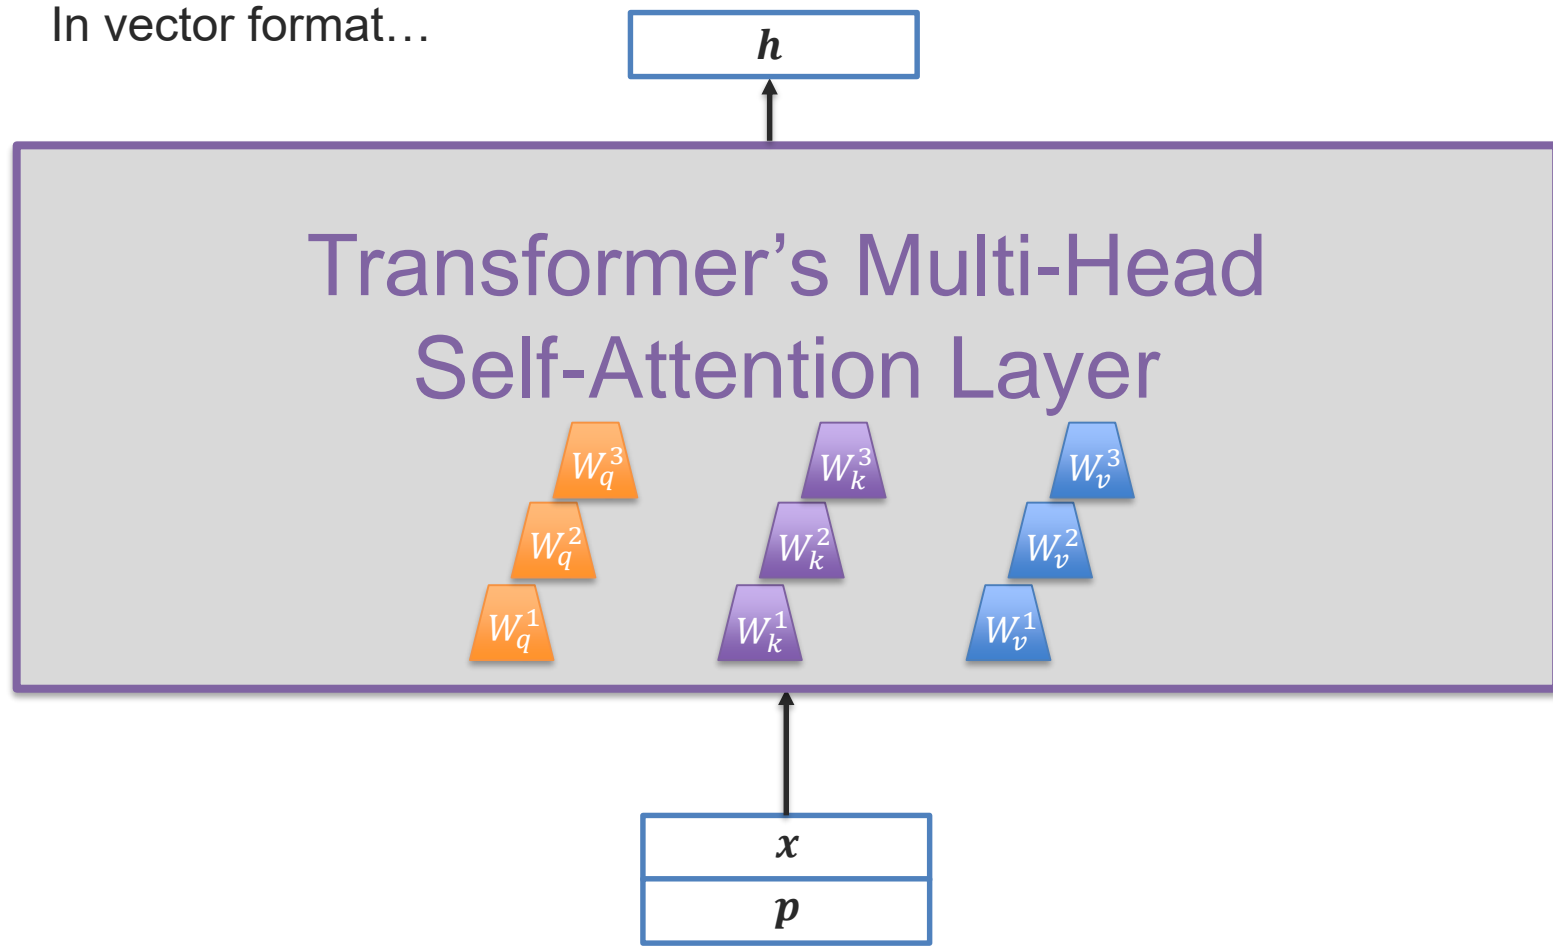 In vector format…
h
Transformer’s Multi-Head
Self-Attention Layer
W_q^3 W_k^3 W_v^3
W_q^2 W_k^2 W_v^2
W_q^1 W_k^1 W_v^1
x
p